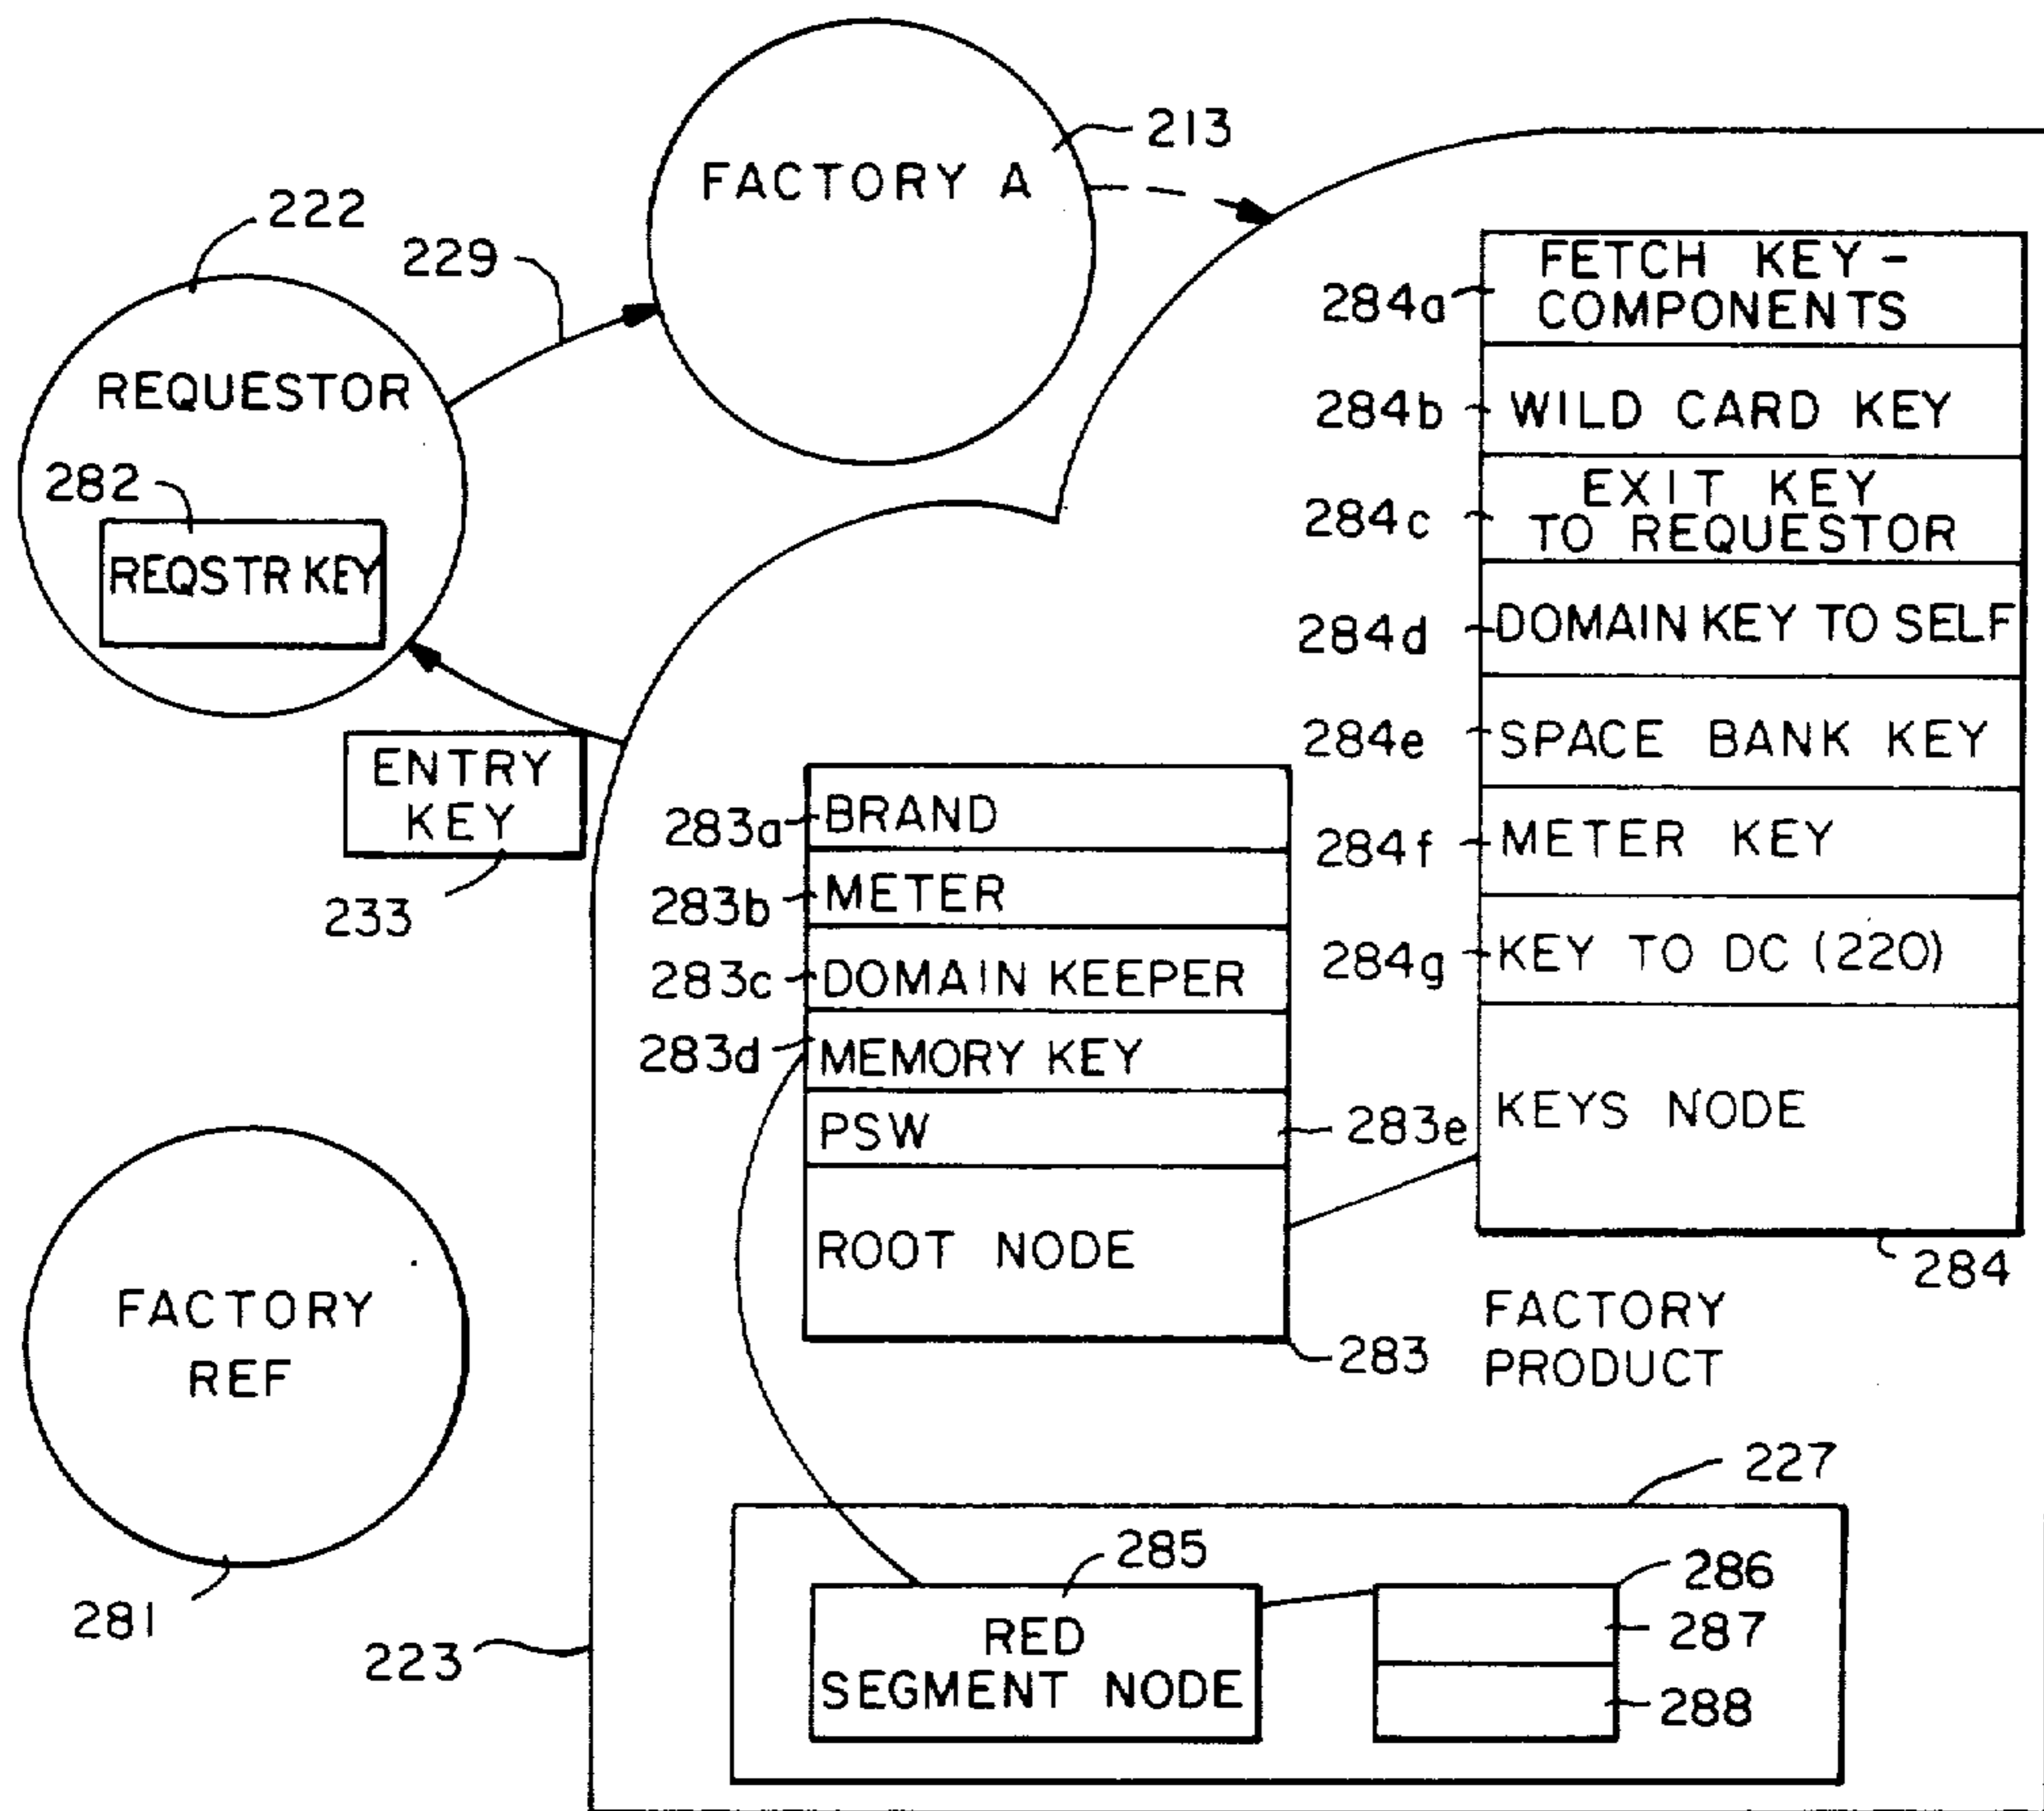 213
FACTORY A
222
229
REQUESTOR
282
REQSTR KEY
ENTRY
KEY
233
FETCH KEY-
COMPONENTS
284a
284b
WILD CARD KEY
EXIT KEY
284c
TO REQUESTOR
284d
DOMAIN KEY TO SELF
284e
SPACE BANK KEY
284f
METER KEY
284g
KEY TO DC (220)
KEYS NODE
284
283a
BRAND
283b
METER
283c
DOMAIN KEEPER
283d
MEMORY KEY
PSW
283e
ROOT NODE
283
FACTORY
PRODUCT
FACTORY
REF
281
223
227
285
RED
SEGMENT NODE
286
287
288